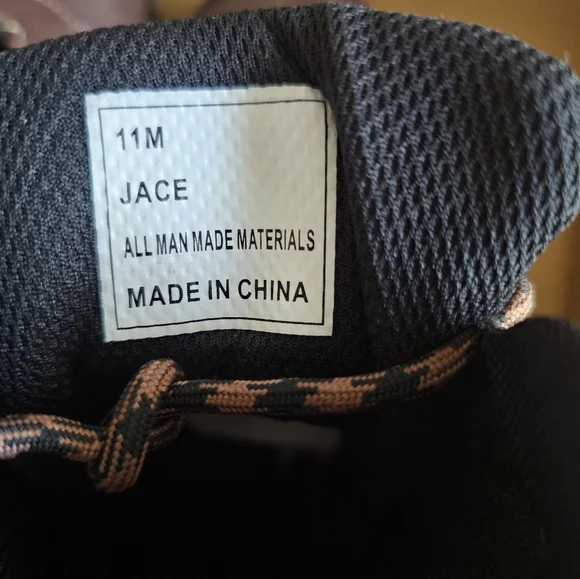 11M
JACE
ALL MAN MADE MATERIALS
MADE IN CHINA